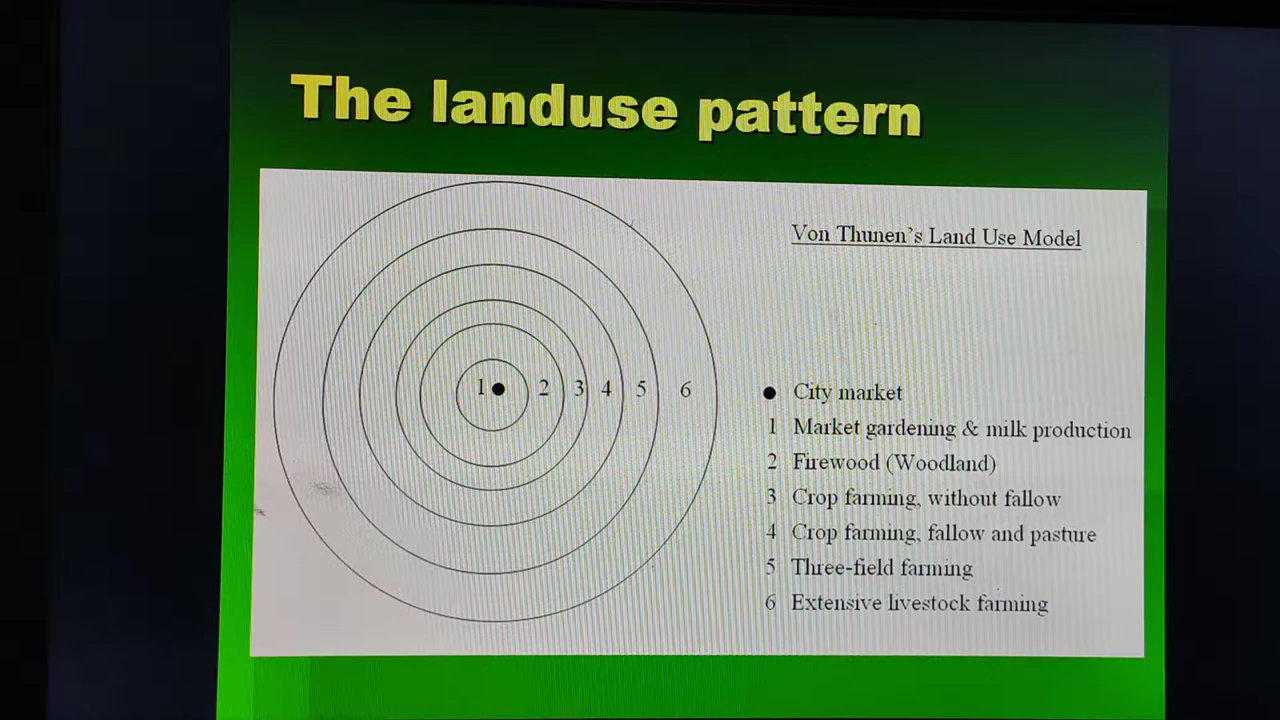 The landuse pattern
Von Thunen's Land Use Model
1 2 3 4 5 6
● City market
1 Market gardening & milk production
2 Firewood (Woodland)
3 Crop farming, without fallow
4 Crop farming, fallow and pasture
5 Three-field farming
6 Extensive livestock farming